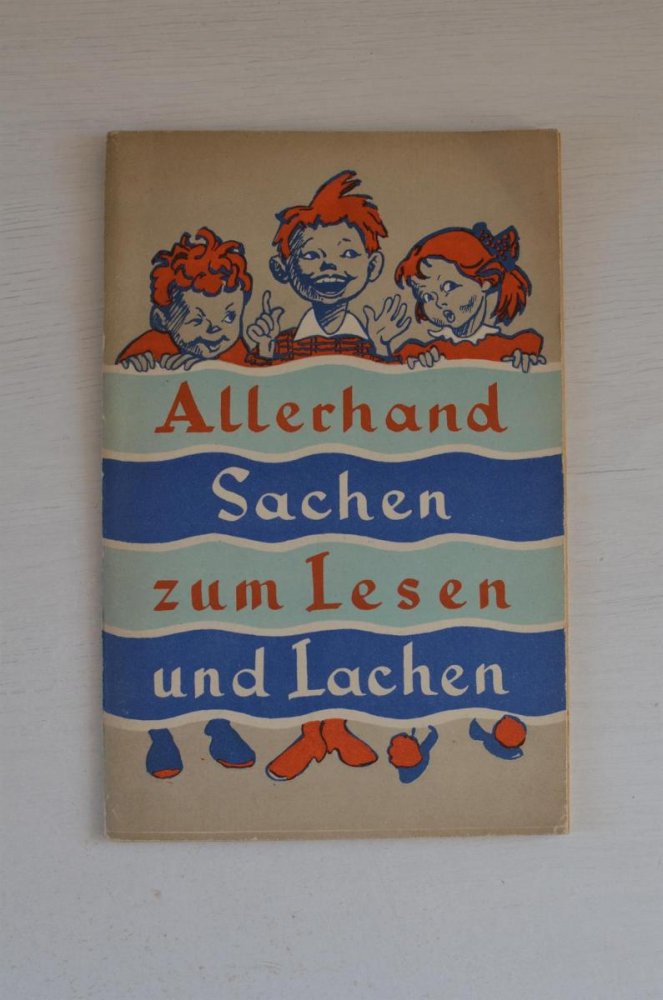 Allerhand
Sachen
zum Lesen
und Lachen